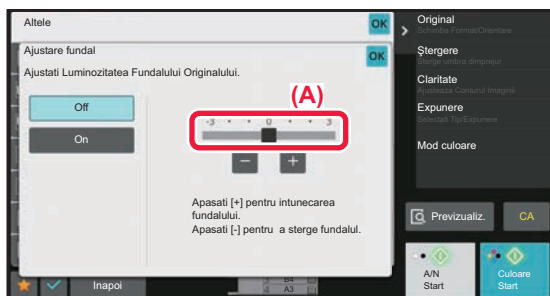 Altele
OK
Ajustare fundal
OK
Ajustati Luminozitatea Fundalului Originalului.
Off
On
(A)
-3 • • 0 • • 3
− +
Apasati [+] pentru intunecarea
fundalului.
Apasati [-] pentru a sterge fundalul.
Original
Schimba Format/Orientare
Ştergere
Sterge umbra dimprejur
Claritate
Ajusteaza Conturul Imaginii
Expunere
Selectati Tip/Expunere
Mod culoare
Previzualiz.
CA
A/N
Start
Culoare
Start
Inapoi
B4
A3